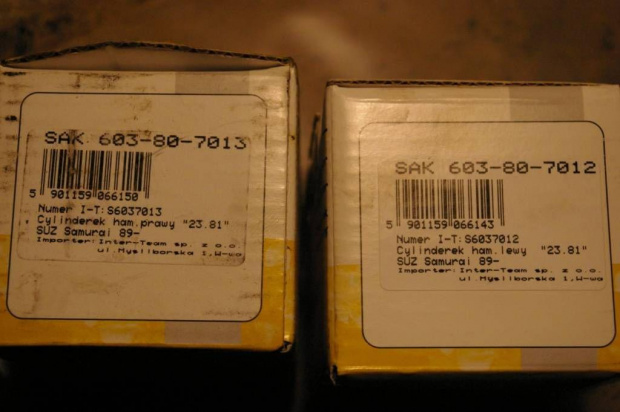 SAK 603-80-7013
5 901159 066150
Numer I-T:S6037013
Cylinderek ham.prawy "23.81"
SUZ Samurai 89-
Importer:Inter-Team sp. z o.o.
ul.Myśliborska 1,W-wa
SAK 603-80-7012
5 901159 066143
Numer I-T:S6037012
Cylinderek ham.lewy "23.81"
SUZ Samurai 89-
Importer:Inter-Team sp. z o.o.
ul.Myśliborska 1,W-wa